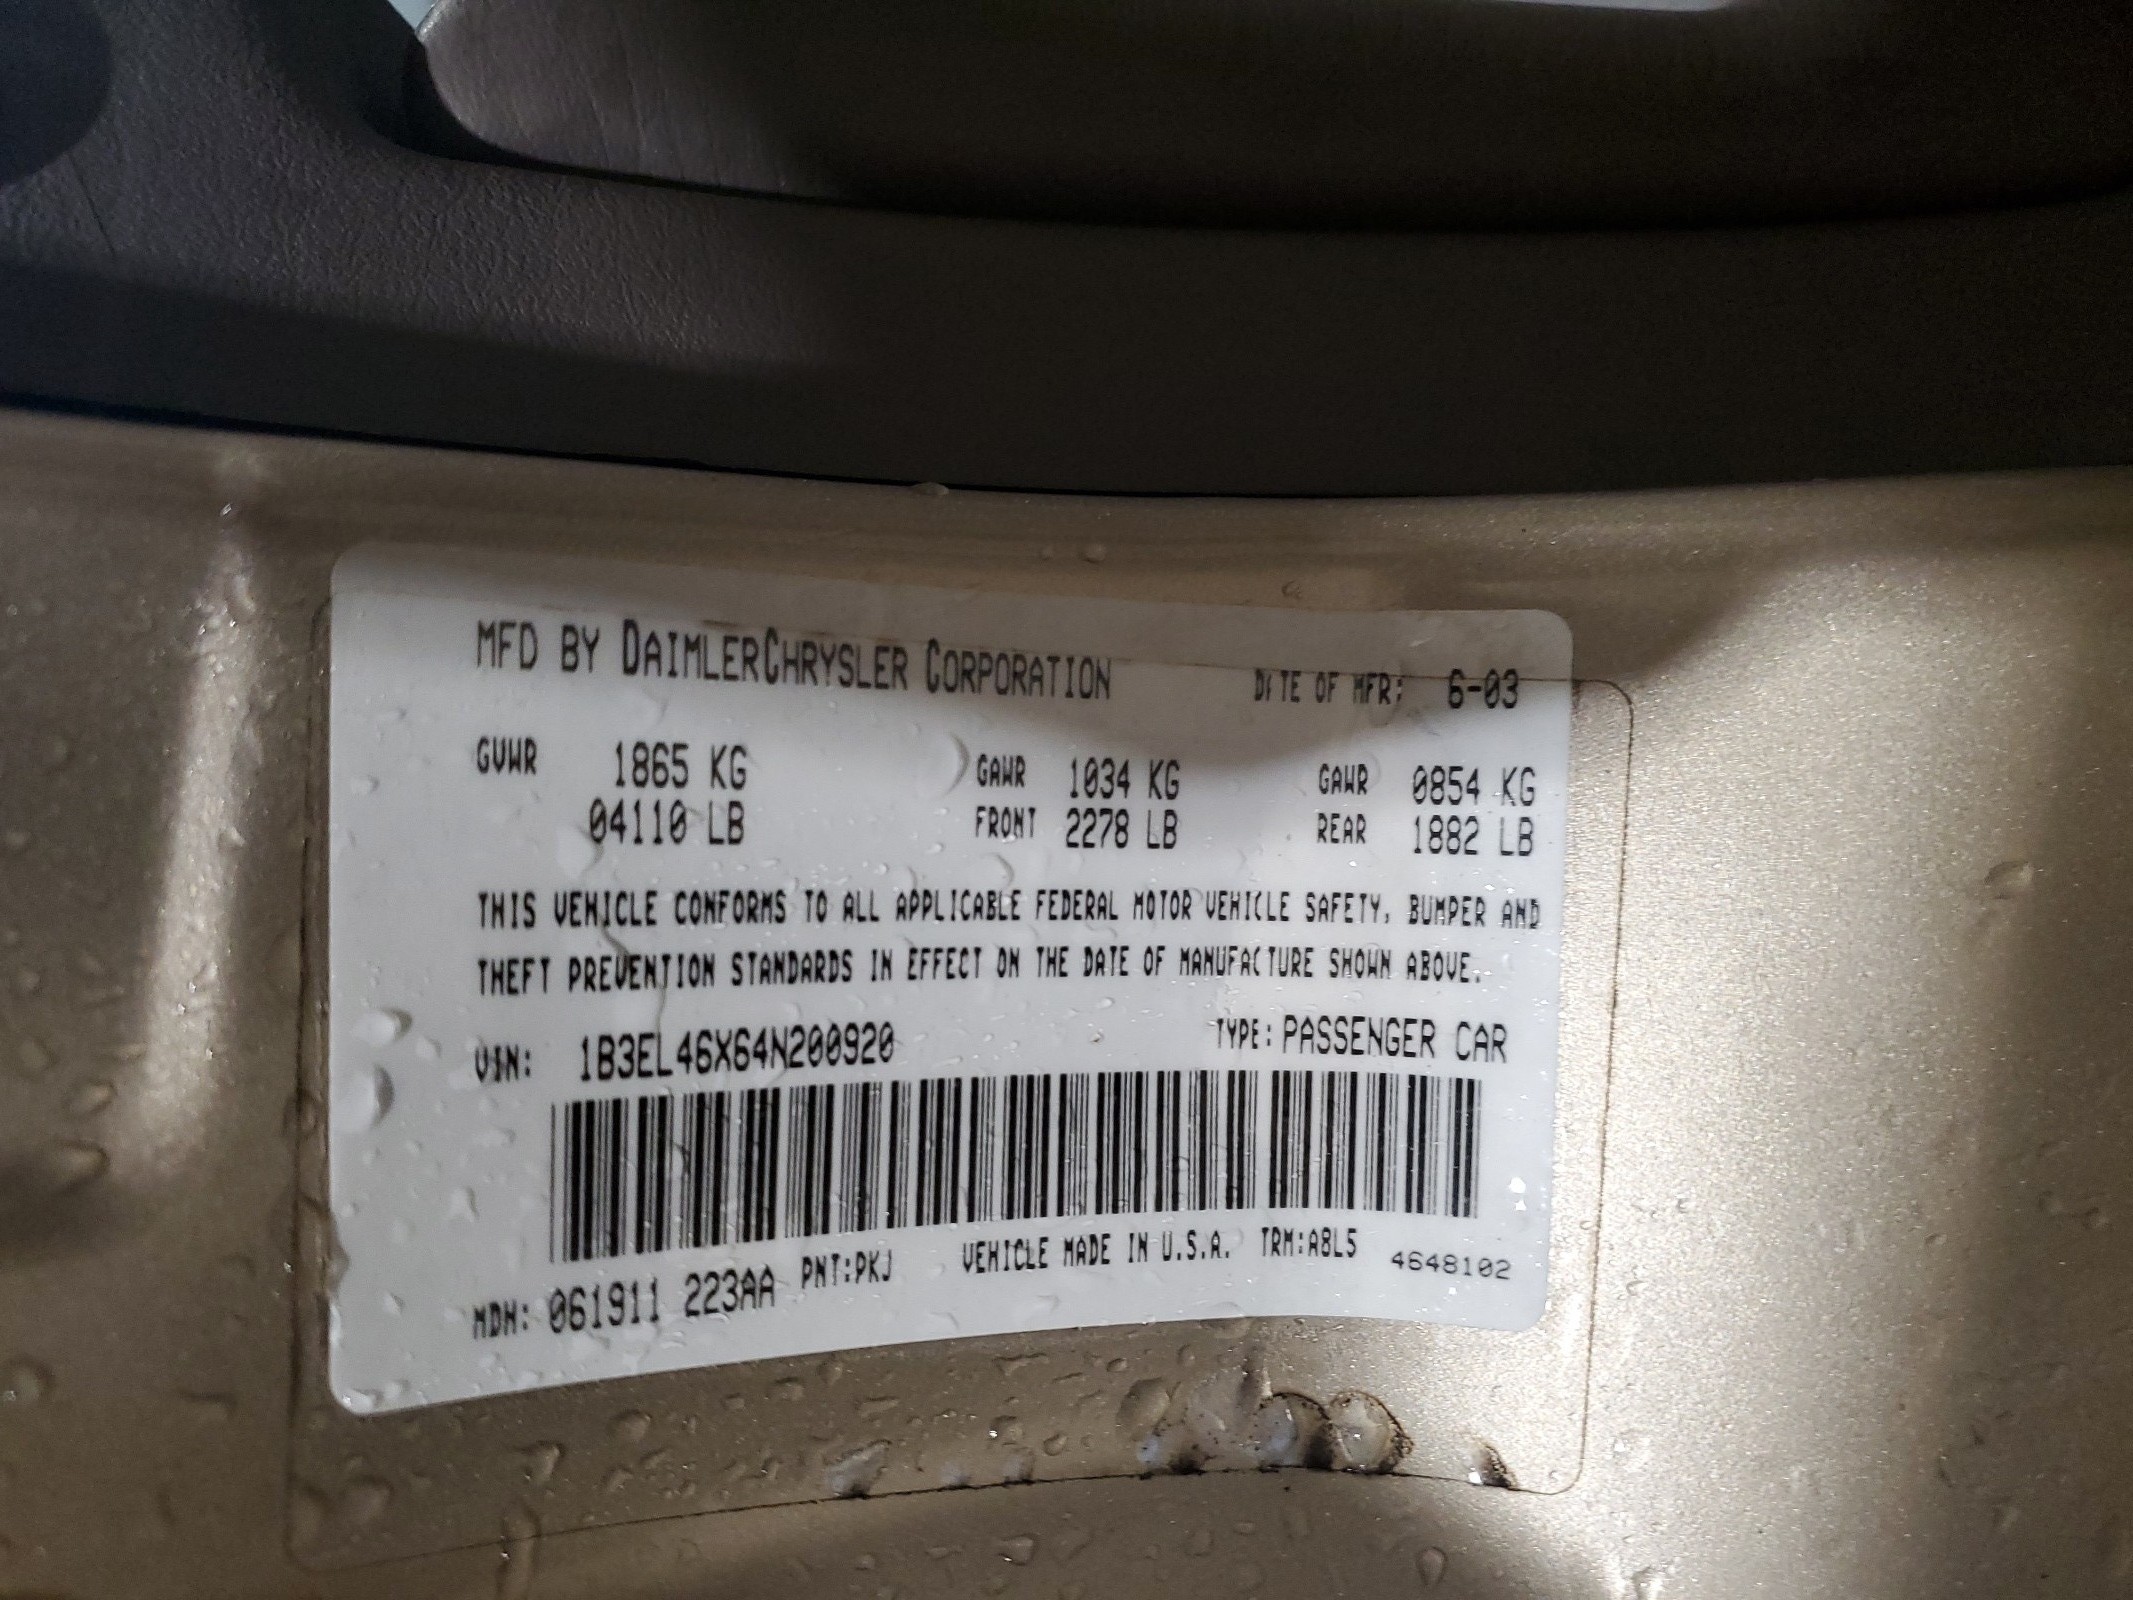 MFD BY DAIMLERCHRYSLER CORPORATION DATE OF MFR: 6-03
GVWR 1865 KG GAWR 1034 KG GAWR 0854 KG
04110 LB FRONT 2278 LB REAR 1882 LB
THIS VEHICLE CONFORMS TO ALL APPLICABLE FEDERAL MOTOR VEHICLE SAFETY, BUMPER AND
THEFT PREVENTION STANDARDS IN EFFECT ON THE DATE OF MANUFACTURE SHOWN ABOVE.
VIN: 1B3EL46X64N200920 TYPE: PASSENGER CAR
MDH: 061911 223AA PNT:PKJ VEHICLE MADE IN U.S.A. TRM:A8L5 4648102